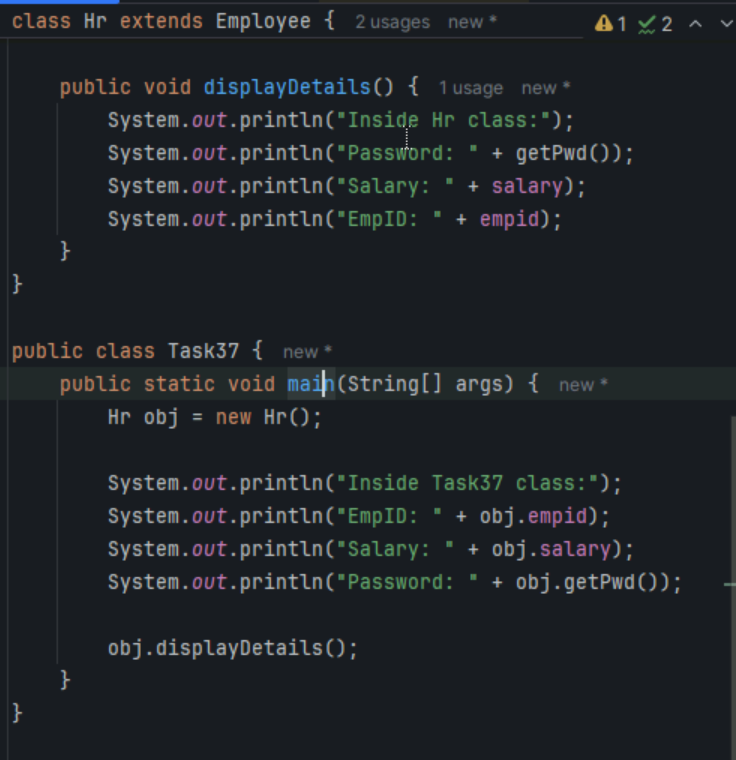 class Hr extends Employee { 2 usages new * 1 2
public void displayDetails() { 1 usage new *
System.out.println("Inside Hr class:");
System.out.println("Password: " + getPwd());
System.out.println("Salary: " + salary);
System.out.println("EmpID: " + empid);
}
}
public class Task37 { new *
public static void main(String[] args) { new *
Hr obj = new Hr();
System.out.println("Inside Task37 class:");
System.out.println("EmpID: " + obj.empid);
System.out.println("Salary: " + obj.salary);
System.out.println("Password: " + obj.getPwd());
obj.displayDetails();
}
}